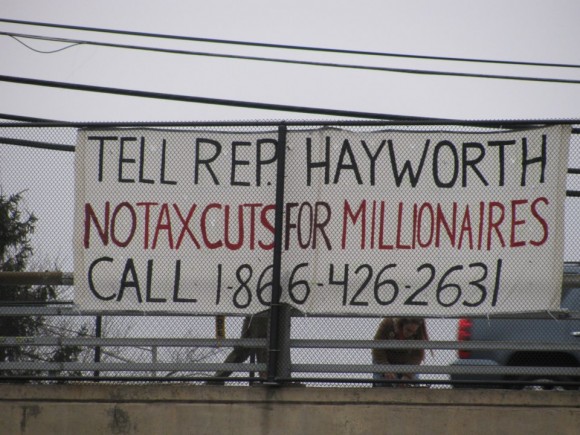 TELL REP. HAYWORTH
NO TAX CUTS FOR MILLIONAIRES
CALL 1-866-426-2631